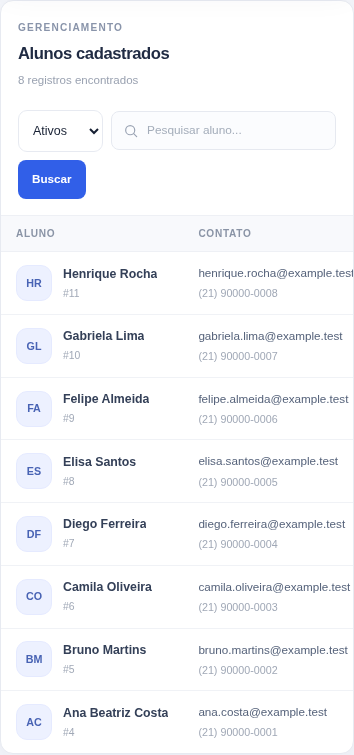 GERENCIAMENTO
Alunos cadastrados
8 registros encontrados
Ativos
Pesquisar aluno...
Buscar
ALUNO CONTATO
HR Henrique Rocha henrique.rocha@example.test
#11 (21) 90000-0008
GL Gabriela Lima gabriela.lima@example.test
#10 (21) 90000-0007
FA Felipe Almeida felipe.almeida@example.test
#9 (21) 90000-0006
ES Elisa Santos elisa.santos@example.test
#8 (21) 90000-0005
DF Diego Ferreira diego.ferreira@example.test
#7 (21) 90000-0004
CO Camila Oliveira camila.oliveira@example.test
#6 (21) 90000-0003
BM Bruno Martins bruno.martins@example.test
#5 (21) 90000-0002
AC Ana Beatriz Costa ana.costa@example.test
#4 (21) 90000-0001